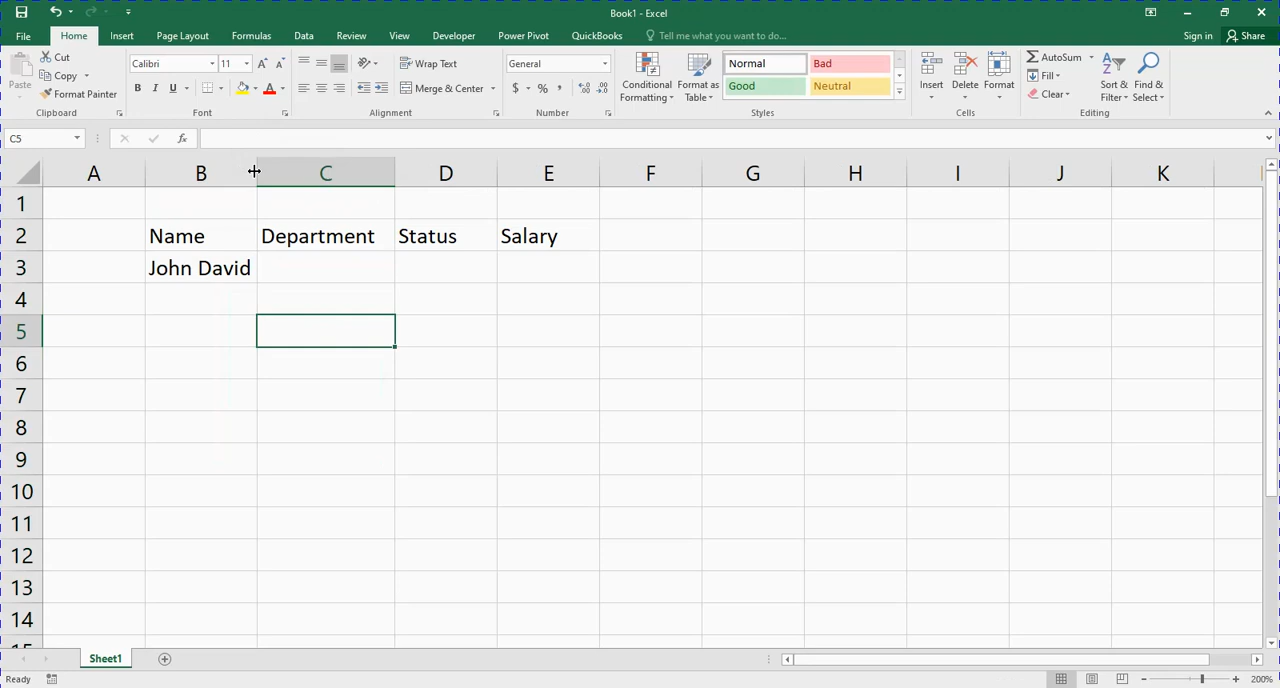 Book1 - Excel
File Home Insert Page Layout Formulas Data Review View Developer Power Pivot QuickBooks Tell me what you want to do... Sign in Share
Paste
Cut
Copy
Format Painter
Clipboard
Calibri 11
B I U
Font
Wrap Text
Merge & Center
Alignment
General
$ % ,
Number
Conditional Formatting
Format as Table
Normal Bad
Good Neutral
Styles
Insert Delete Format
Cells
AutoSum
Fill
Clear
Sort & Filter
Find & Select
Editing
C5 fx
A B C D E F G H I J K
1
2 Name Department Status Salary
3 John David
4
5
6
7
8
9
10
11
12
13
14
15
Sheet1
Ready 200%